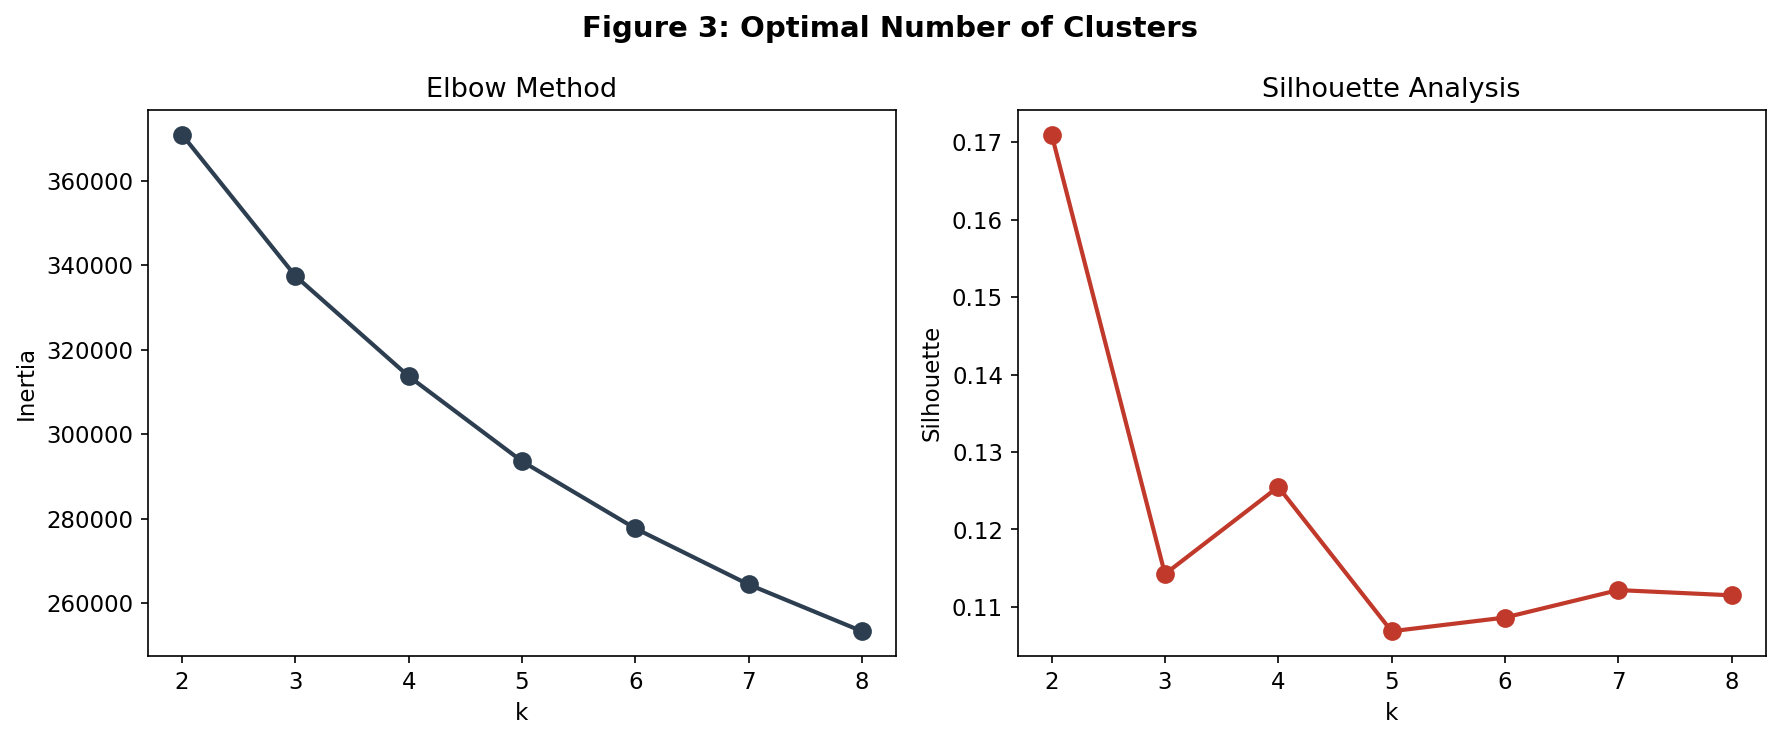 Figure 3: Optimal Number of Clusters
Elbow Method
Inertia
360000
340000
320000
300000
280000
260000
2 3 4 5 6 7 8
k
Silhouette Analysis
Silhouette
0.17
0.16
0.15
0.14
0.13
0.12
0.11
2 3 4 5 6 7 8
k